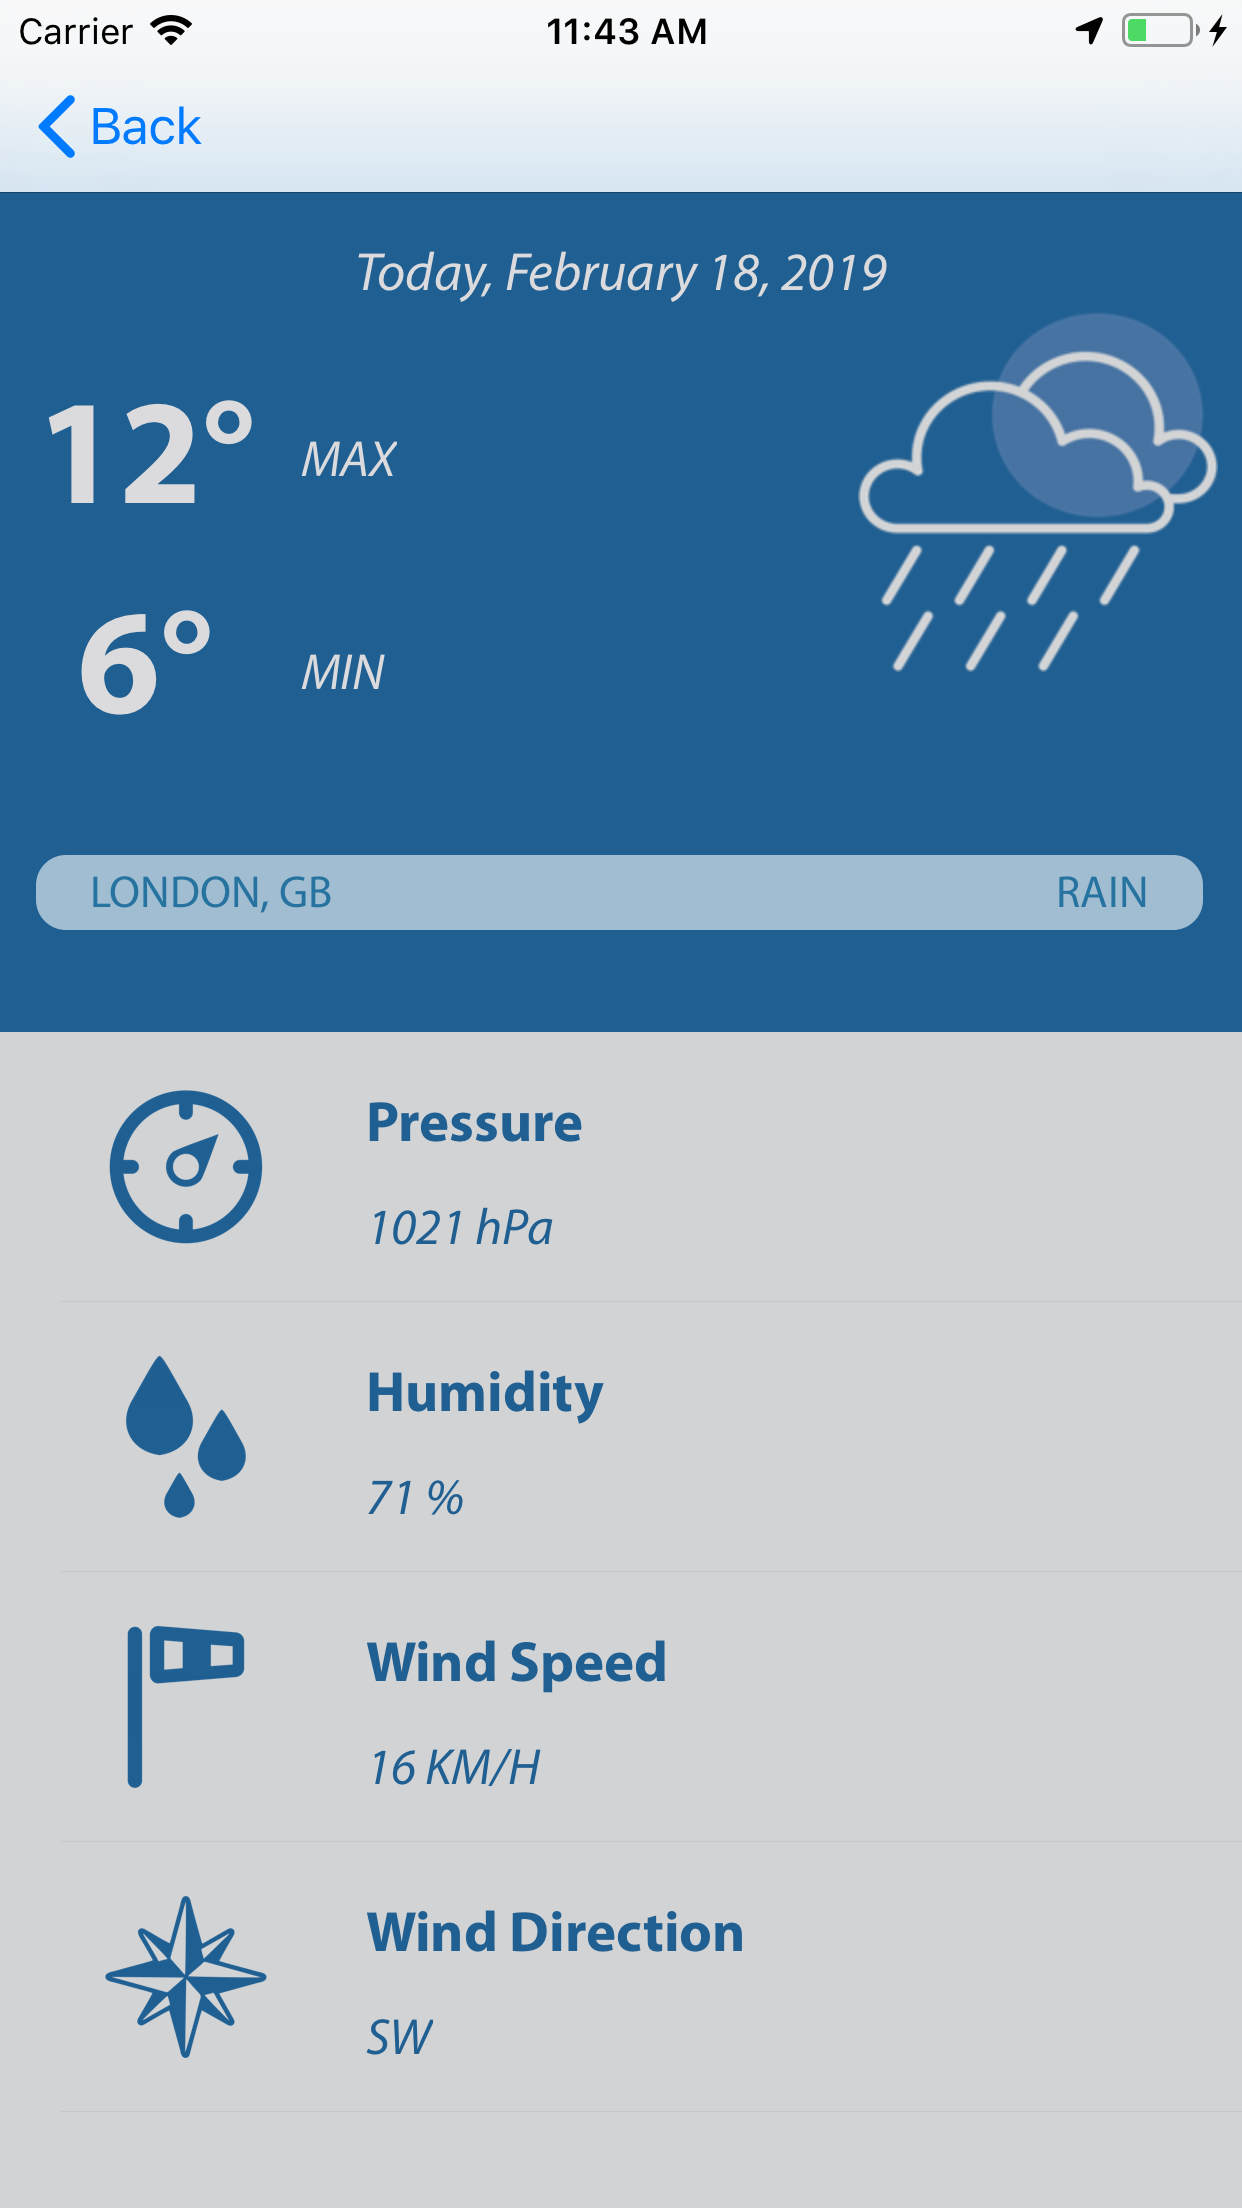 Carrier 11:43 AM
Back
Today, February 18, 2019
12° MAX
6° MIN
LONDON, GB RAIN
Pressure
1021 hPa
Humidity
71 %
Wind Speed
16 KM/H
Wind Direction
SW